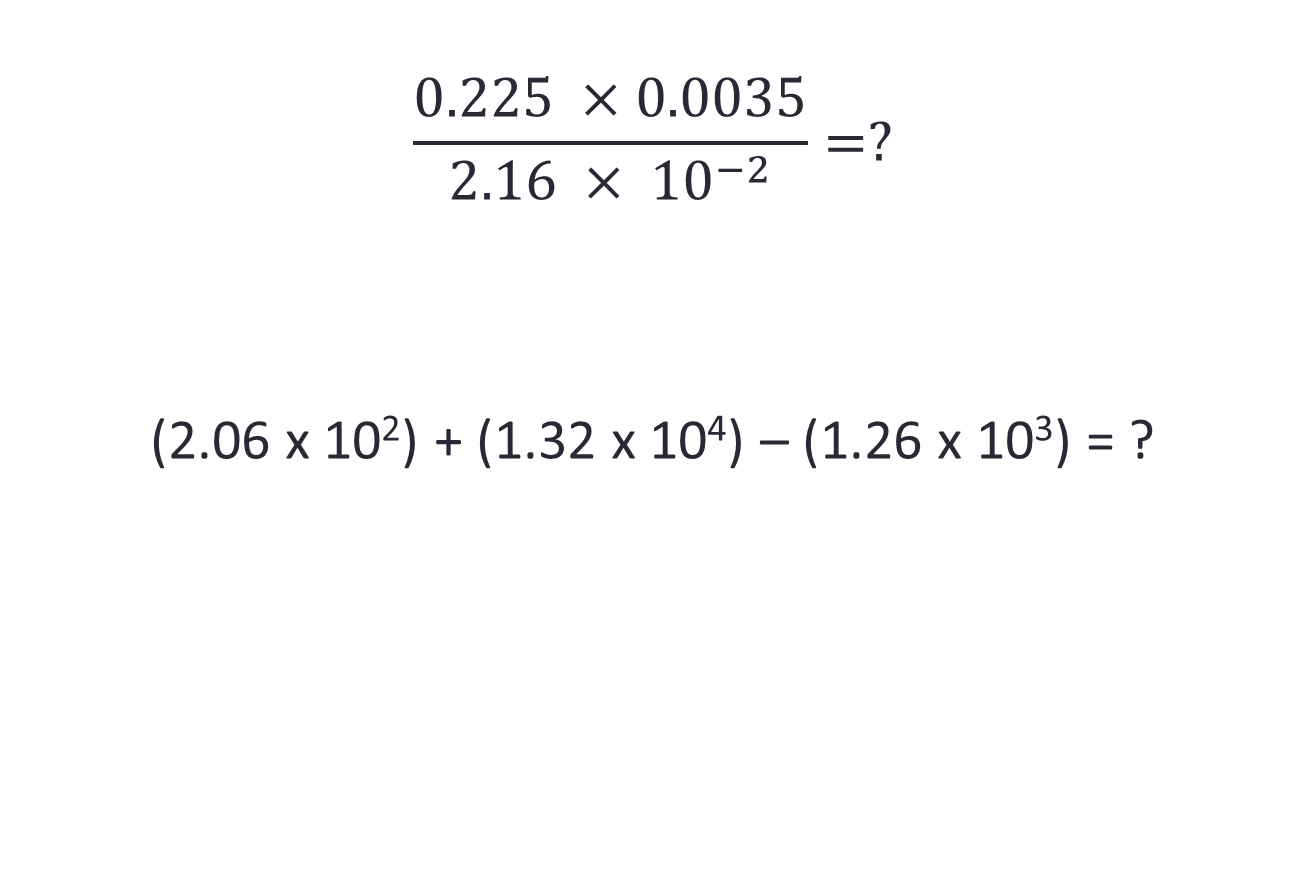 0.225 × 0.0035
2.16 × 10⁻² =?
(2.06 x 10²) + (1.32 x 10⁴) – (1.26 x 10³) = ?